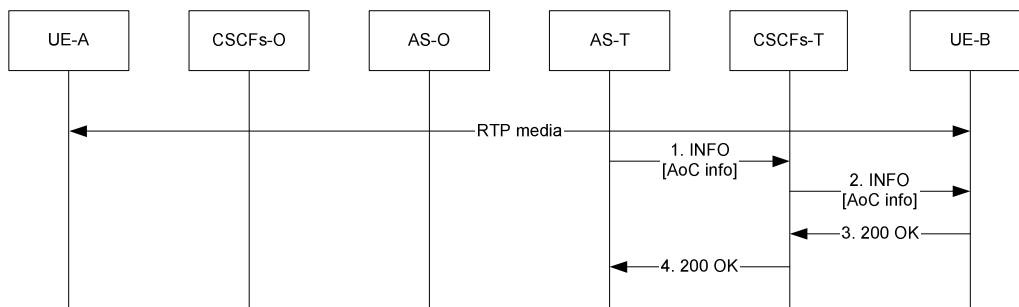 UE-A
CSCFs-O
AS-O
AS-T
CSCFs-T
UE-B
RTP media
1. INFO
[AoC info]
2. INFO
[AoC info]
3. 200 OK
4. 200 OK